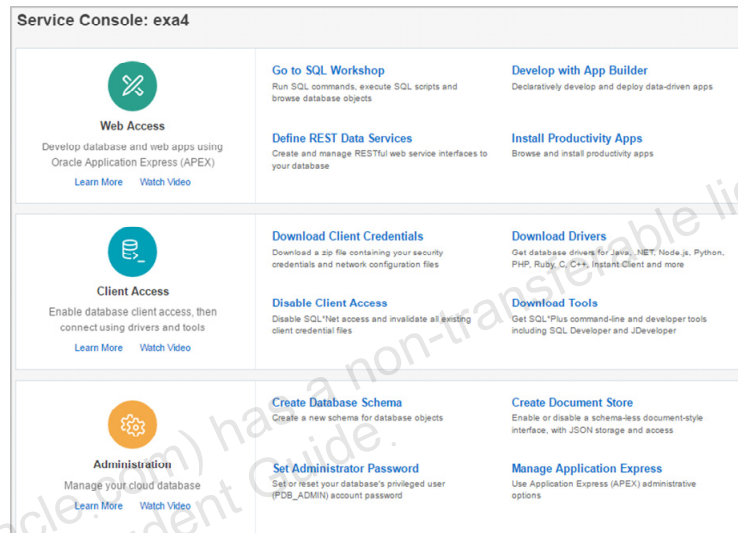 Service Console: exa4
Web Access
Develop database and web apps using
Oracle Application Express (APEX)
Learn More Watch Video
Go to SQL Workshop
Run SQL commands, execute SQL scripts and
browse database objects
Develop with App Builder
Declaratively develop and deploy data-driven apps
Define REST Data Services
Create and manage RESTful web service interfaces to
your database
Install Productivity Apps
Browse and install productivity apps
Client Access
Enable database client access, then
connect using drivers and tools
Learn More Watch Video
Download Client Credentials
Download a zip file containing your security
credentials and network configuration files
Download Drivers
Get database drivers for Java, .NET, Node.js, Python,
PHP, Ruby, C, C++, Instant Client and more
Disable Client Access
Disable SQL*Net access and invalidate all existing
client credential files
Download Tools
Get SQL*Plus command-line and developer tools
including SQL Developer and JDeveloper
Administration
Manage your cloud database
Learn More Watch Video
Create Database Schema
Create a new schema for database objects
Create Document Store
Enable or disable a schema-less document-style
interface, with JSON storage and access
Set Administrator Password
Set or reset your database's privileged user
(PDB_ADMIN) account password
Manage Application Express
Use Application Express (APEX) administrative
options
cle.com) has a non-transferable lic
dent Guide.